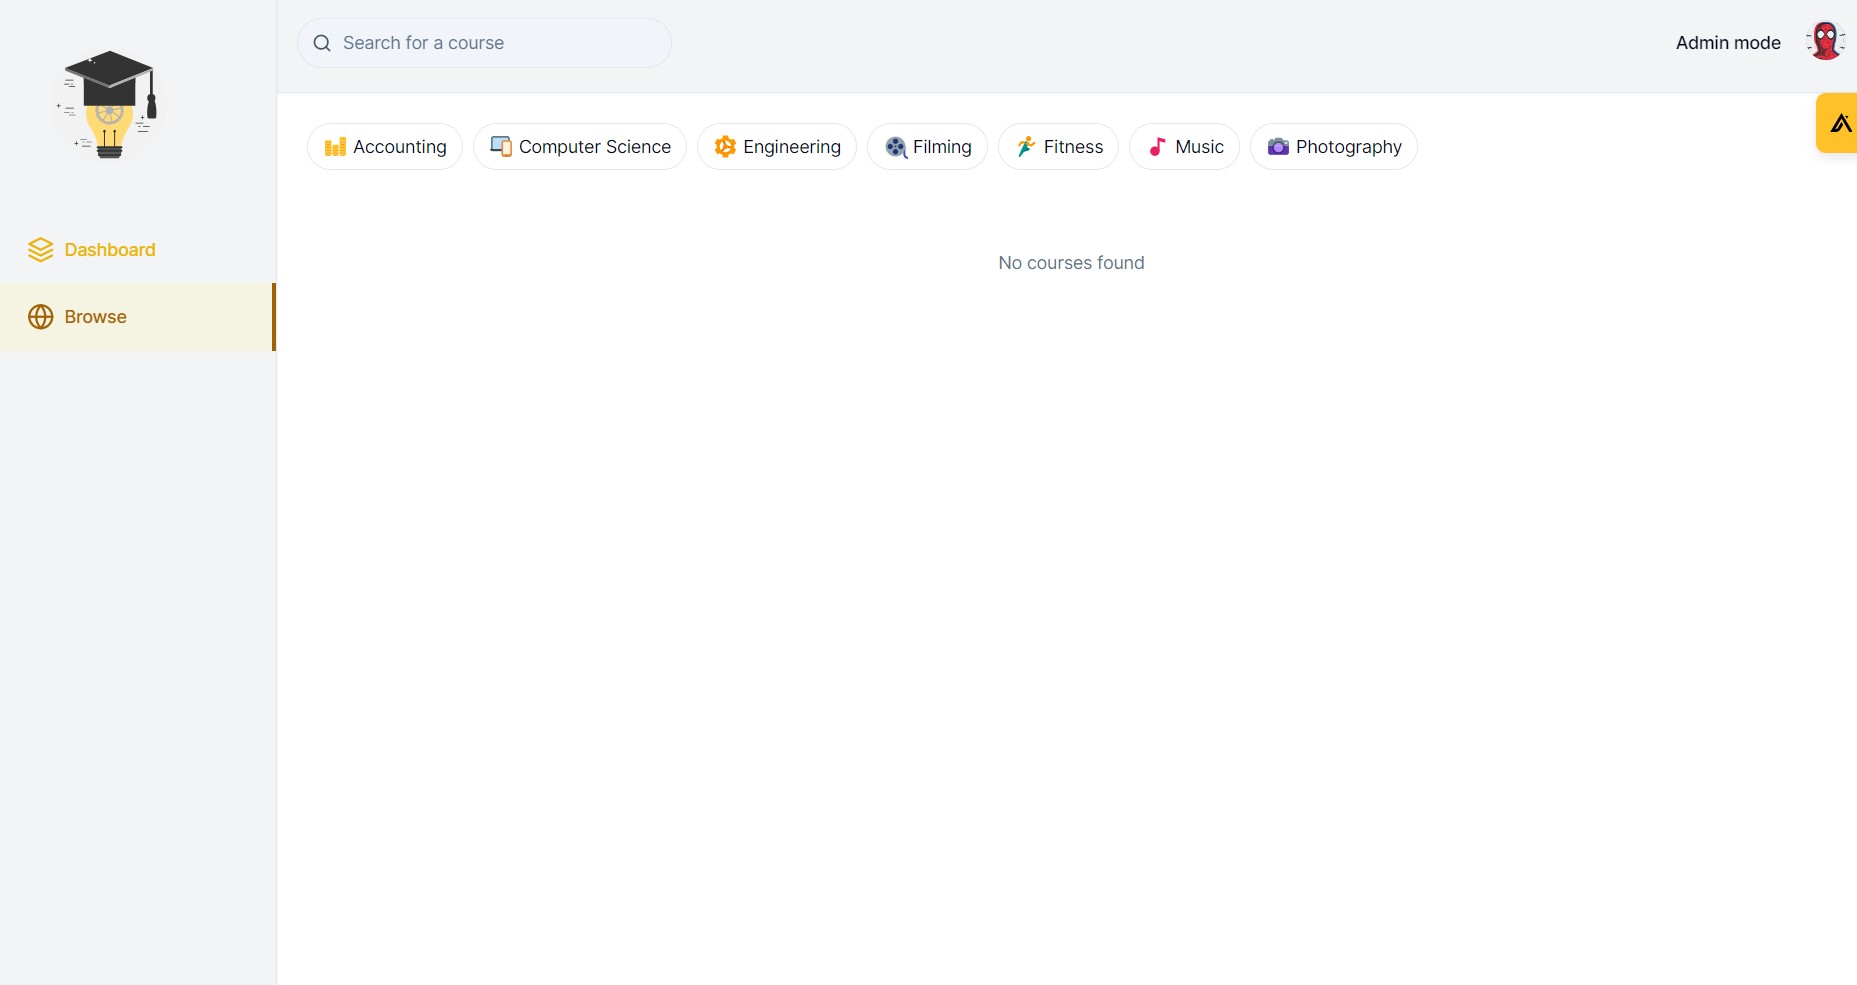 Search for a course
Admin mode
Accounting
Computer Science
Engineering
Filming
Fitness
Music
Photography
Dashboard
Browse
No courses found